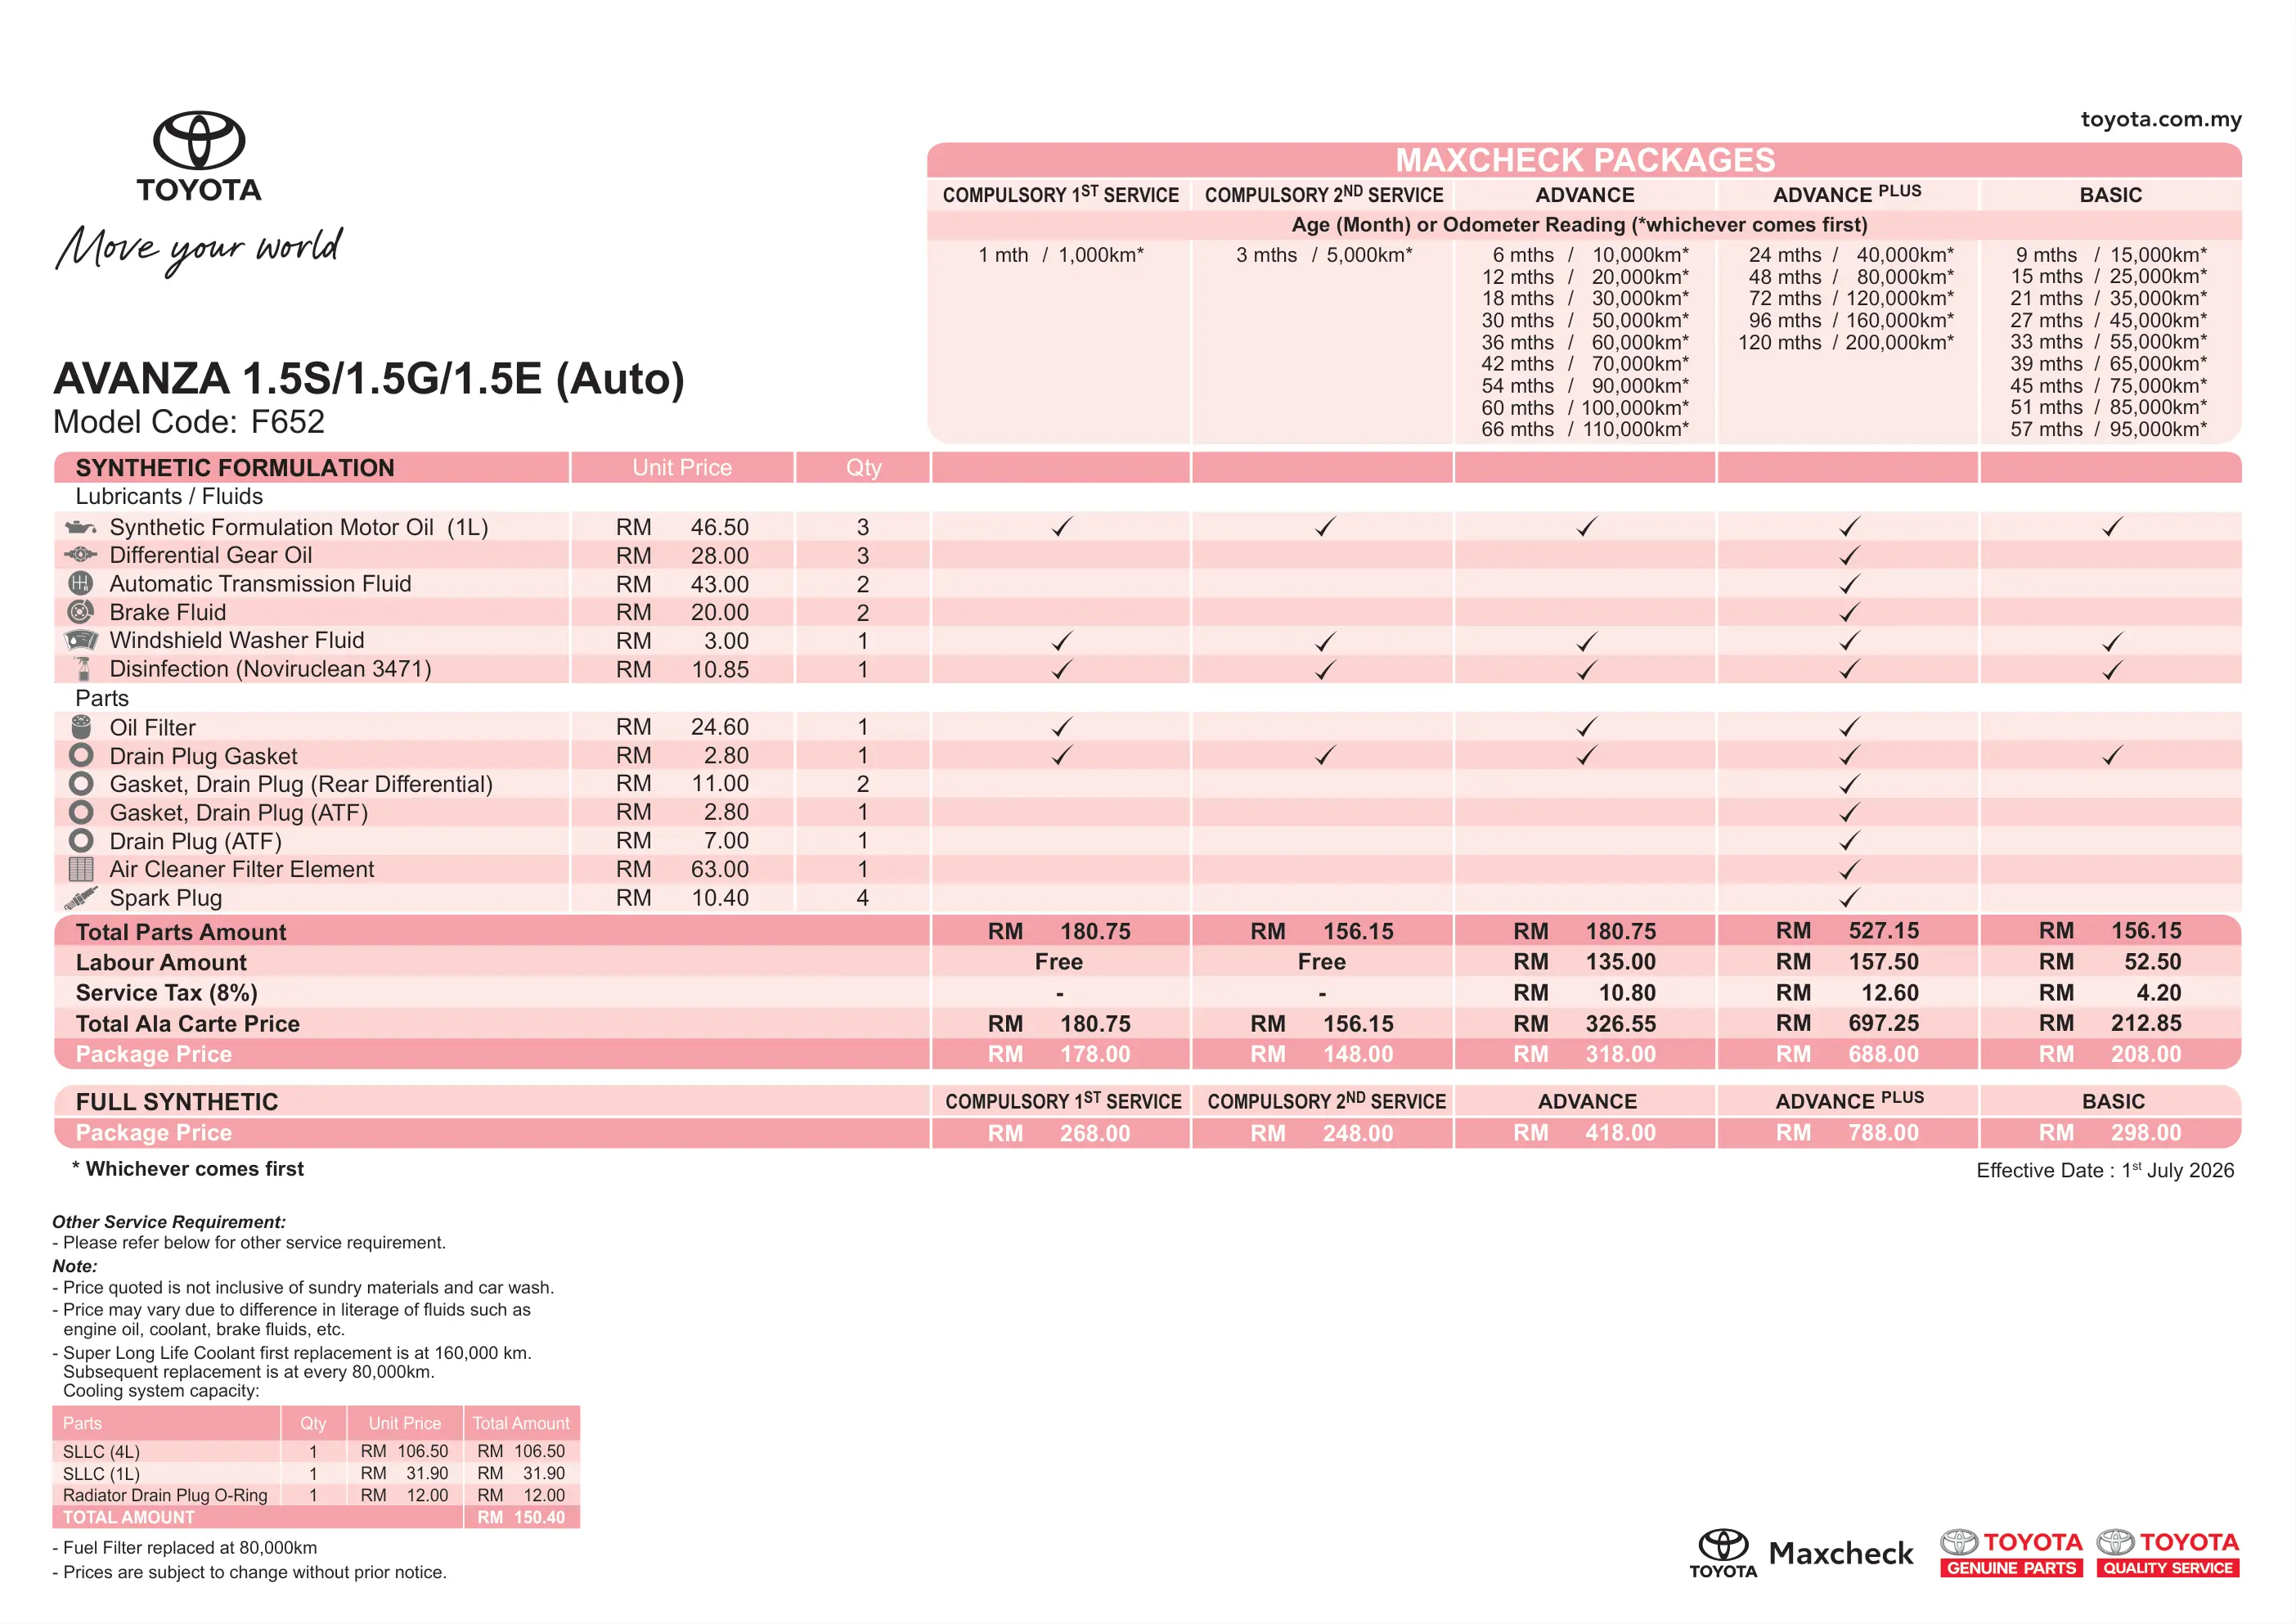 TOYOTA
Move your world
toyota.com.my
AVANZA 1.5S/1.5G/1.5E (Auto)
Model Code: F652
MAXCHECK PACKAGES
COMPULSORY 1ST SERVICE COMPULSORY 2ND SERVICE ADVANCE ADVANCE PLUS BASIC
Age (Month) or Odometer Reading (*whichever comes first)
1 mth / 1,000km* 3 mths / 5,000km* 6 mths / 10,000km* 24 mths / 40,000km* 9 mths / 15,000km*
12 mths / 20,000km* 48 mths / 80,000km* 15 mths / 25,000km*
18 mths / 30,000km* 72 mths / 120,000km* 21 mths / 35,000km*
30 mths / 50,000km* 96 mths / 160,000km* 27 mths / 45,000km*
36 mths / 60,000km* 120 mths / 200,000km* 33 mths / 55,000km*
42 mths / 70,000km* 39 mths / 65,000km*
54 mths / 90,000km* 45 mths / 75,000km*
60 mths / 100,000km* 51 mths / 85,000km*
66 mths / 110,000km* 57 mths / 95,000km*
SYNTHETIC FORMULATION Unit Price Qty
Lubricants / Fluids
Synthetic Formulation Motor Oil (1L) RM 46.50 3 ✓ ✓ ✓ ✓ ✓
Differential Gear Oil RM 28.00 3 ✓
Automatic Transmission Fluid RM 43.00 2 ✓
Brake Fluid RM 20.00 2 ✓
Windshield Washer Fluid RM 3.00 1 ✓ ✓ ✓ ✓ ✓
Disinfection (Noviruclean 3471) RM 10.85 1 ✓ ✓ ✓ ✓ ✓
Parts
Oil Filter RM 24.60 1 ✓ ✓ ✓
Drain Plug Gasket RM 2.80 1 ✓ ✓ ✓ ✓ ✓
Gasket, Drain Plug (Rear Differential) RM 11.00 2 ✓
Gasket, Drain Plug (ATF) RM 2.80 1 ✓
Drain Plug (ATF) RM 7.00 1 ✓
Air Cleaner Filter Element RM 63.00 1 ✓
Spark Plug RM 10.40 4 ✓
Total Parts Amount RM 180.75 RM 156.15 RM 180.75 RM 527.15 RM 156.15
Labour Amount Free Free RM 135.00 RM 157.50 RM 52.50
Service Tax (8%) - - RM 10.80 RM 12.60 RM 4.20
Total Ala Carte Price RM 180.75 RM 156.15 RM 326.55 RM 697.25 RM 212.85
Package Price RM 178.00 RM 148.00 RM 318.00 RM 688.00 RM 208.00
FULL SYNTHETIC COMPULSORY 1ST SERVICE COMPULSORY 2ND SERVICE ADVANCE ADVANCE PLUS BASIC
Package Price RM 268.00 RM 248.00 RM 418.00 RM 788.00 RM 298.00
* Whichever comes first
Effective Date : 1st July 2026
Other Service Requirement:
- Please refer below for other service requirement.
Note:
- Price quoted is not inclusive of sundry materials and car wash.
- Price may vary due to difference in literage of fluids such as
engine oil, coolant, brake fluids, etc.
- Super Long Life Coolant first replacement is at 160,000 km.
Subsequent replacement is at every 80,000km.
Cooling system capacity:
Parts Qty Unit Price Total Amount
SLLC (4L) 1 RM 106.50 RM 106.50
SLLC (1L) 1 RM 31.90 RM 31.90
Radiator Drain Plug O-Ring 1 RM 12.00 RM 12.00
TOTAL AMOUNT RM 150.40
- Fuel Filter replaced at 80,000km
- Prices are subject to change without prior notice.
TOYOTA Maxcheck
TOYOTA GENUINE PARTS
TOYOTA QUALITY SERVICE